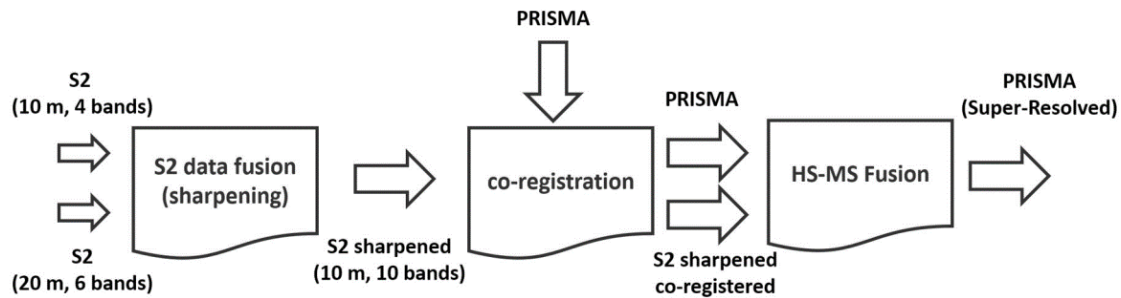 PRISMA
S2
(10 m, 4 bands)
S2 data fusion
(sharpening)
S2
(20 m, 6 bands)
S2 sharpened
(10 m, 10 bands)
co-registration
PRISMA
S2 sharpened
co-registered
HS-MS Fusion
PRISMA
(Super-Resolved)